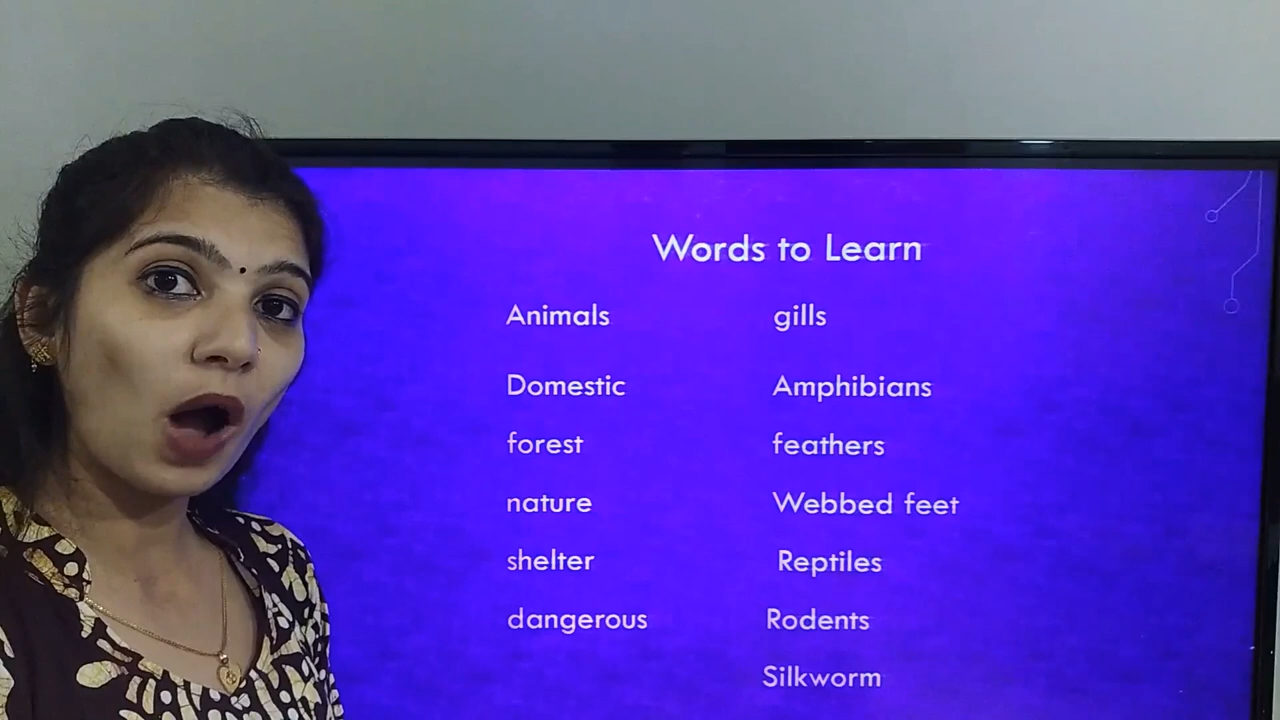 Words to Learn
Animals gills
Domestic Amphibians
forest feathers
nature Webbed feet
shelter Reptiles
dangerous Rodents
Silkworm